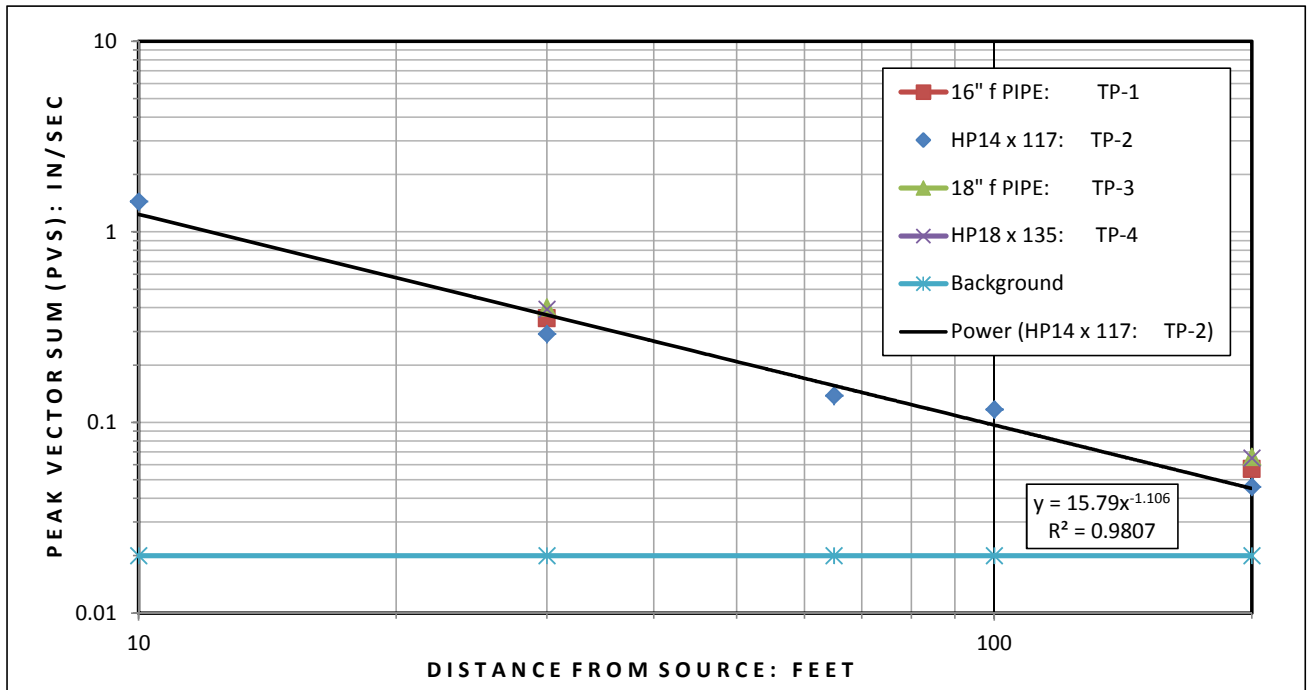 10
1
0.1
0.01
10
100
PEAK VECTOR SUM (PVS): IN/SEC
DISTANCE FROM SOURCE: FEET
16" f PIPE: TP-1
HP14 x 117: TP-2
18" f PIPE: TP-3
HP18 x 135: TP-4
Background
Power (HP14 x 117: TP-2)
y = 15.79x^-1.106
R² = 0.9807